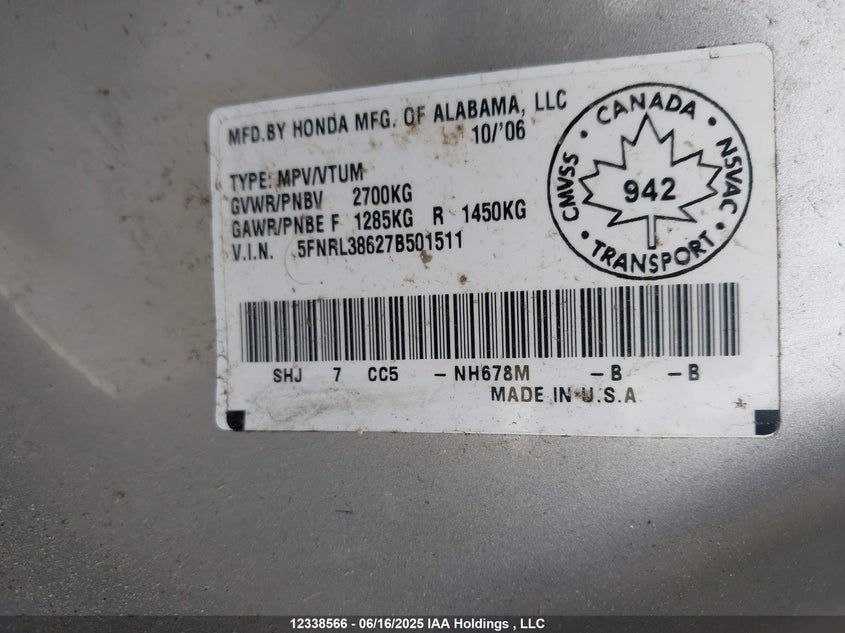 MFD.BY HONDA MFG. OF ALABAMA, LLC
10/'06
TYPE: MPV/VTUM
GVWR/PNBV 2700KG
GAWR/PNBE F 1285KG R 1450KG
V.I.N. 5FNRL38627B501511
CANADA
CMVSS
942
NSVAC
TRANSPORT
SHJ 7 CC5 -NH678M -B -B
MADE IN U.S.A
12338566 - 06/16/2025 IAA Holdings , LLC